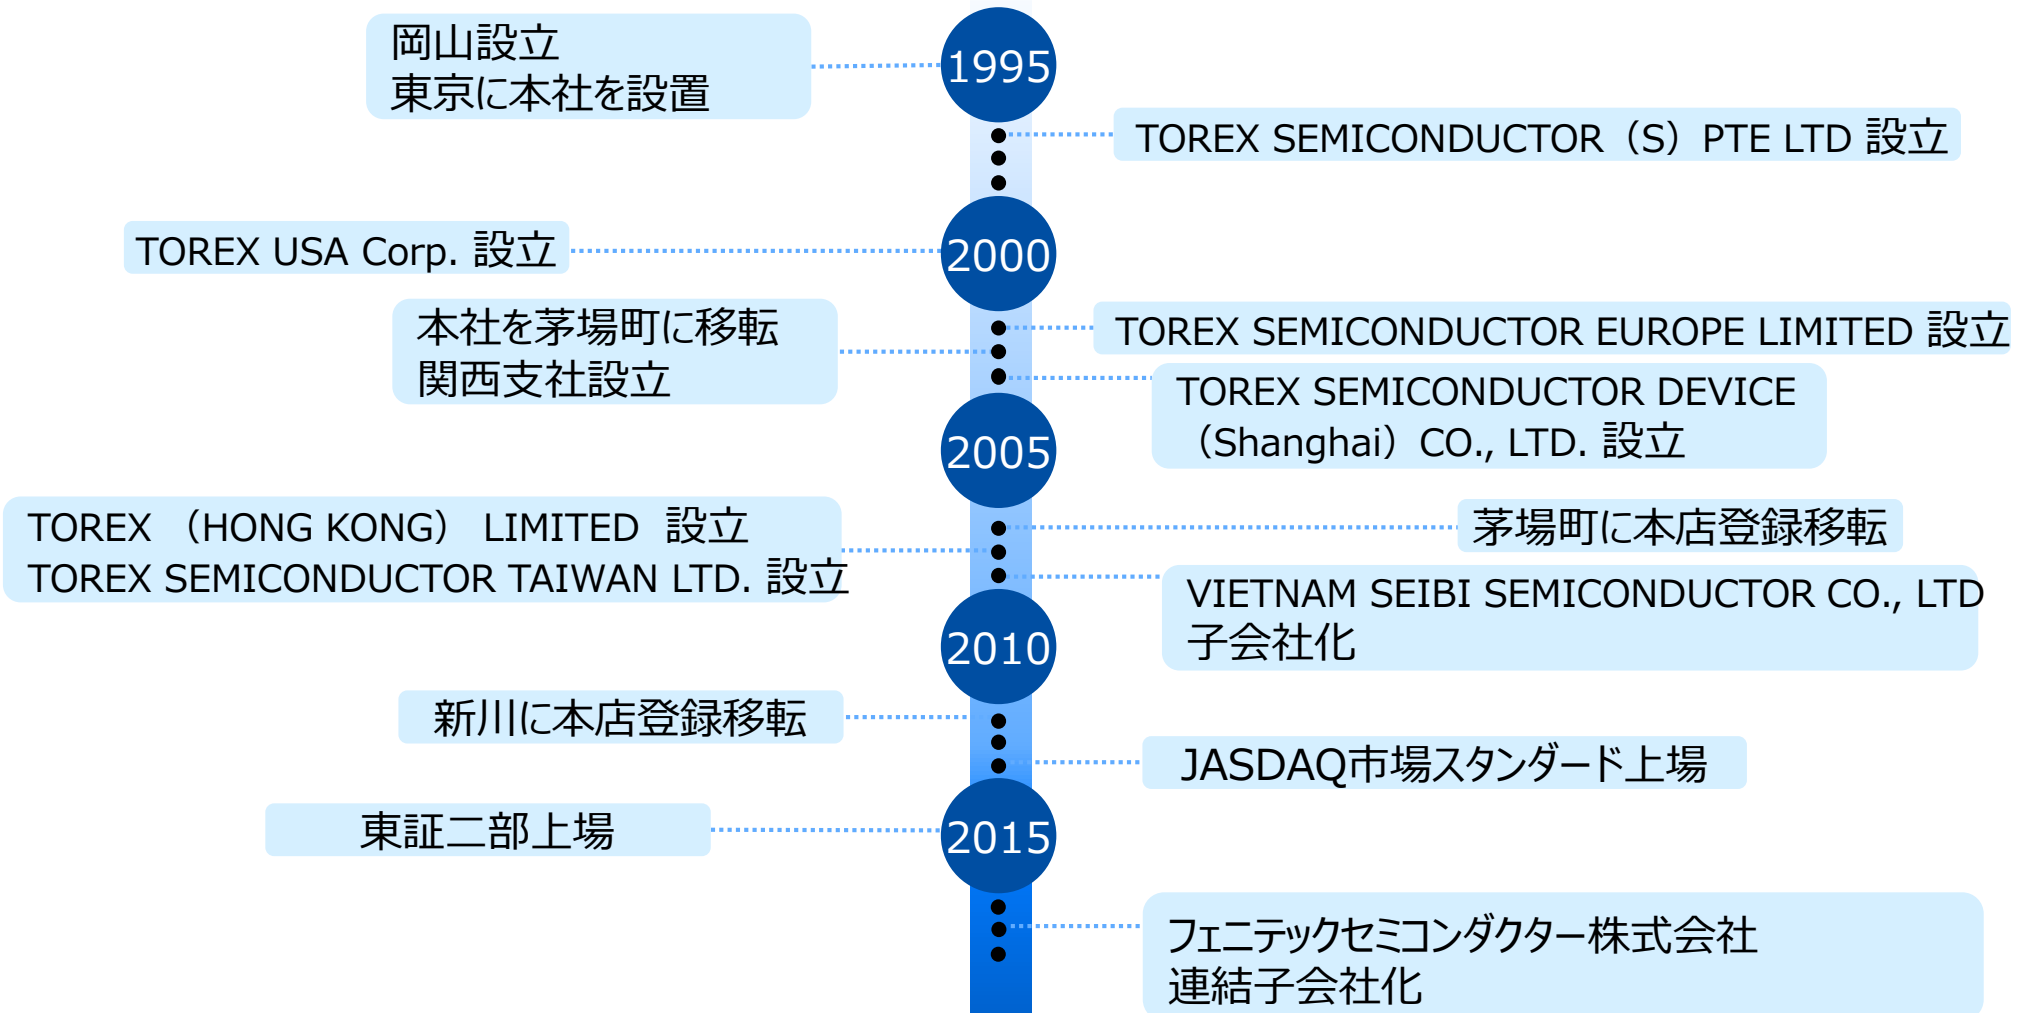 岡山設立
東京に本社を設置
1995
TOREX SEMICONDUCTOR（S）PTE LTD 設立
TOREX USA Corp. 設立
2000
本社を茅場町に移転
関西支社設立
TOREX SEMICONDUCTOR EUROPE LIMITED 設立
TOREX SEMICONDUCTOR DEVICE
（Shanghai）CO., LTD. 設立
2005
TOREX （HONG KONG） LIMITED 設立
TOREX SEMICONDUCTOR TAIWAN LTD. 設立
茅場町に本店登録移転
VIETNAM SEIBI SEMICONDUCTOR CO., LTD
子会社化
2010
新川に本店登録移転
JASDAQ市場スタンダード上場
東証二部上場
2015
フェニテックセミコンダクター株式会社
連結子会社化